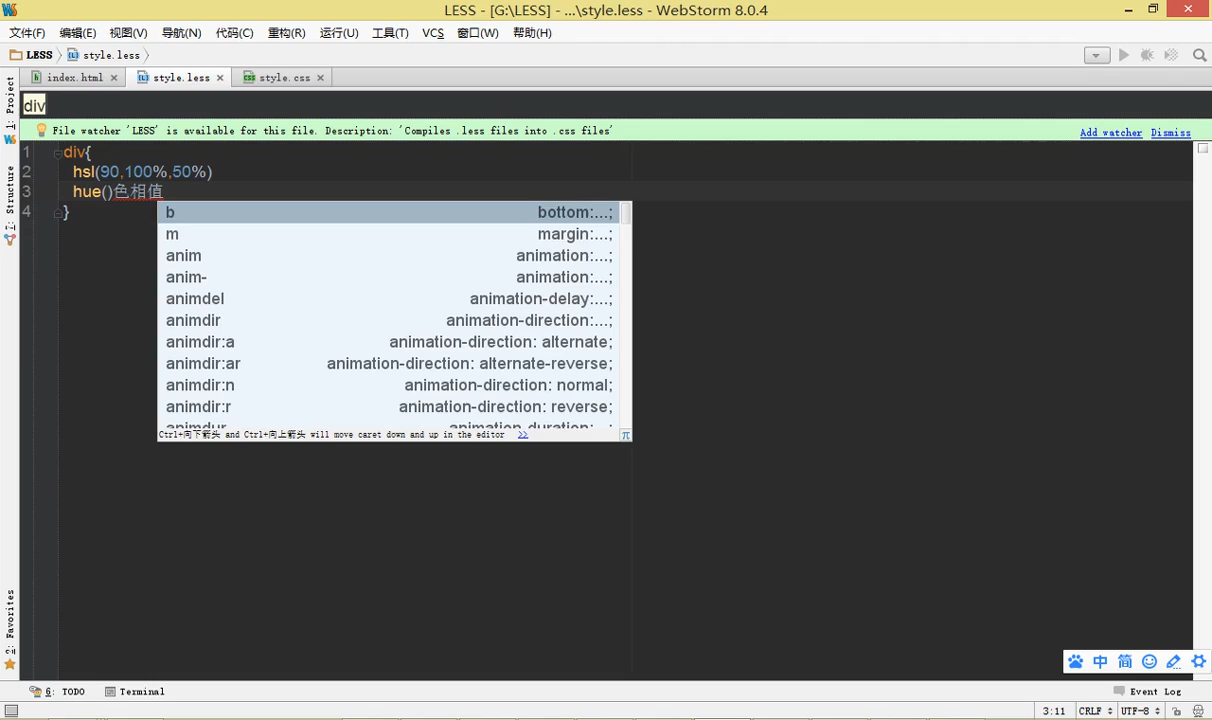 LESS - [G:\LESS] - ...\style.less - WebStorm 8.0.4
文件(F) 编辑(E) 视图(V) 导航(N) 代码(C) 重构(R) 运行(U) 工具(T) VCS 窗口(W) 帮助(H)
LESS style.less
index.html style.less style.css
div
File watcher 'LESS' is available for this file. Description: 'Compiles .less files into .css files' Add watcher Dismiss
1 div{
2 hsl(90,100%,50%)
3 hue()色相值
4 }
b bottom:...;
m margin:...;
anim animation:...;
anim- animation:...;
animdel animation-delay:...;
animdir animation-direction:...;
animdir:a animation-direction: alternate;
animdir:ar animation-direction: alternate-reverse;
animdir:n animation-direction: normal;
animdir:r animation-direction: reverse;
animdur animation-duration:...;
Ctrl+向下箭头 and Ctrl+向上箭头 will move caret down and up in the editor >>
π
1: Project
7: Structure
2: Favorites
中 简
6: TODO Terminal Event Log
3:11 CRLF UTF-8